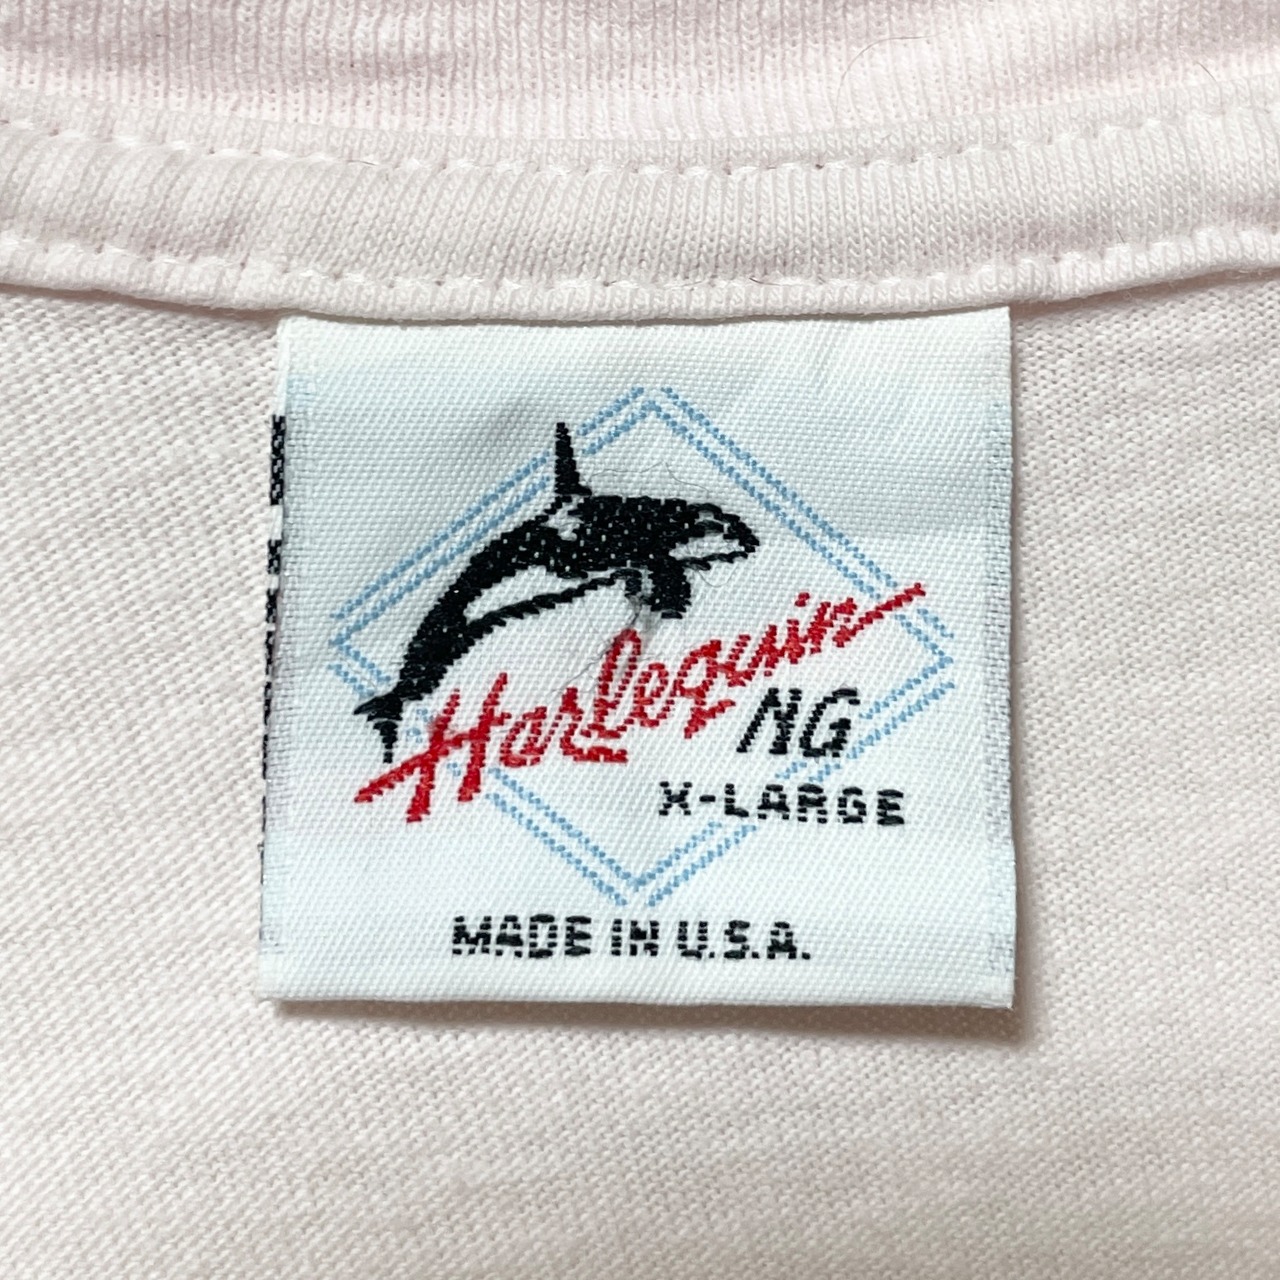 Harlequin
NG
X-LARGE
MADE IN U.S.A.